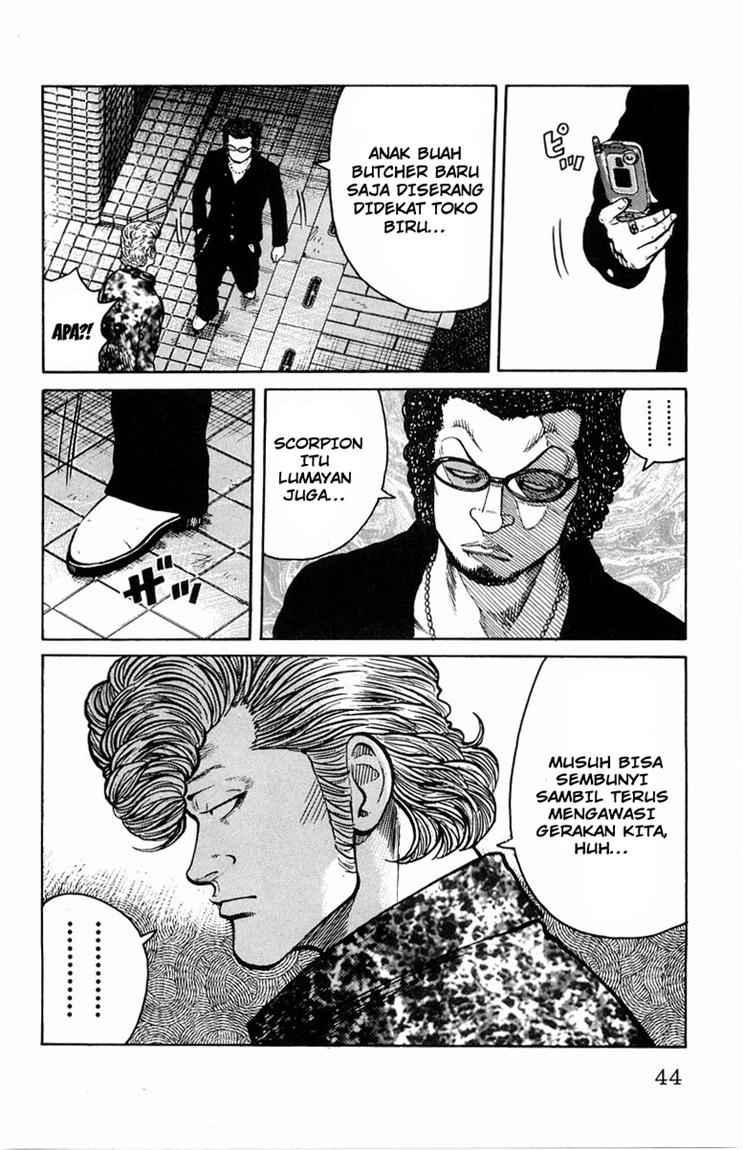 ピッ
ANAK BUAH
BUTCHER BARU
SAJA DISERANG
DIDEKAT TOKO
BIRU...
APA?!
.......
SCORPION
ITU
LUMAYAN
JUGA...
ザッ
MUSUH BISA
SEMBUNYI
SAMBIL TERUS
MENGAWASI
GERAKAN KITA,
HUH...
.......
44